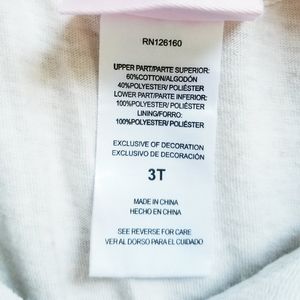 RN126160
UPPER PART/PARTE SUPERIOR:
60%COTTON/ALGODÓN
40%POLYESTER/ POLIÉSTER
LOWER PART/PARTE INFERIOR:
100%POLYESTER/ POLIÉSTER
LINING/FORRO:
100%POLYESTER/ POLIÉSTER
EXCLUSIVE OF DECORATION
EXCLUSIVO DE DECORACIÓN
3T
MADE IN CHINA
HECHO EN CHINA
SEE REVERSE FOR CARE
VER AL DORSO PARA EL CUIDADO